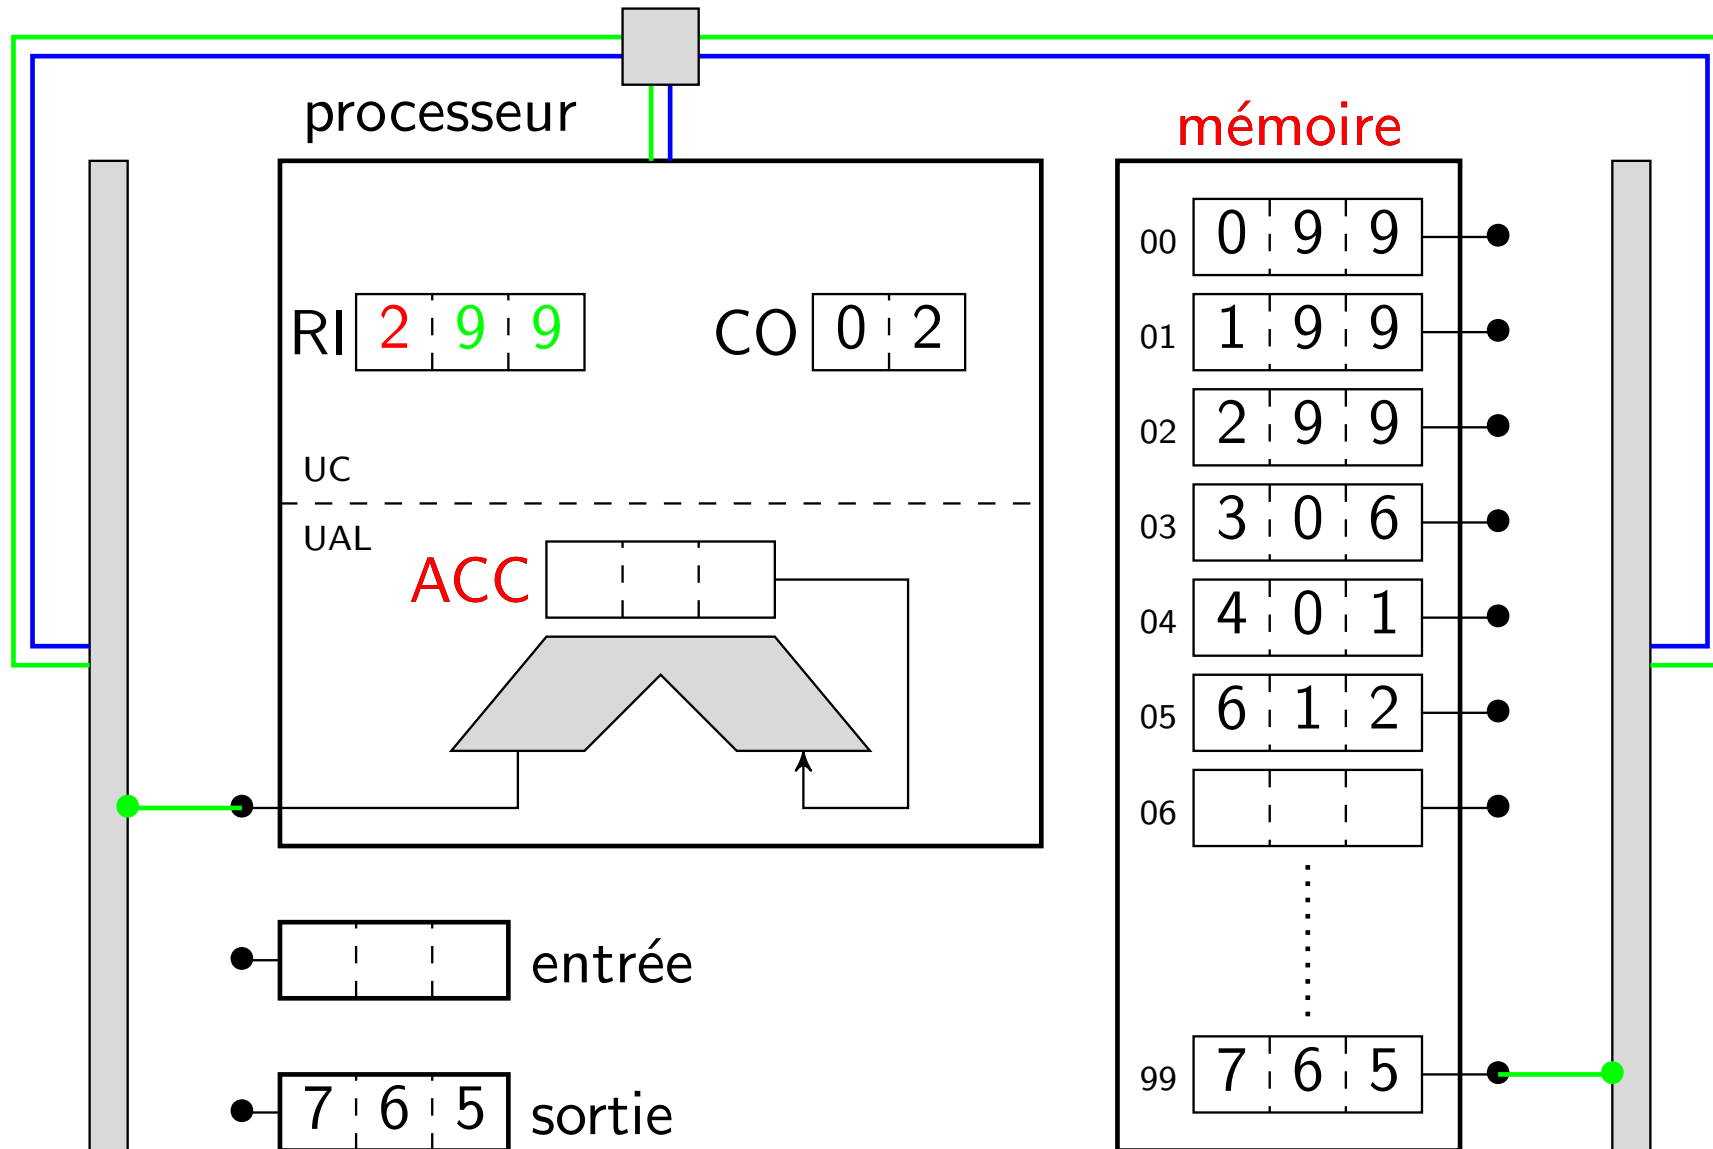 processeur
mémoire
00 0 9 9
RI 2 9 9 CO 0 2
01 1 9 9
02 2 9 9
UC
03 3 0 6
UAL
ACC
04 4 0 1
05 6 1 2
06
entrée
99 7 6 5
7 6 5 sortie